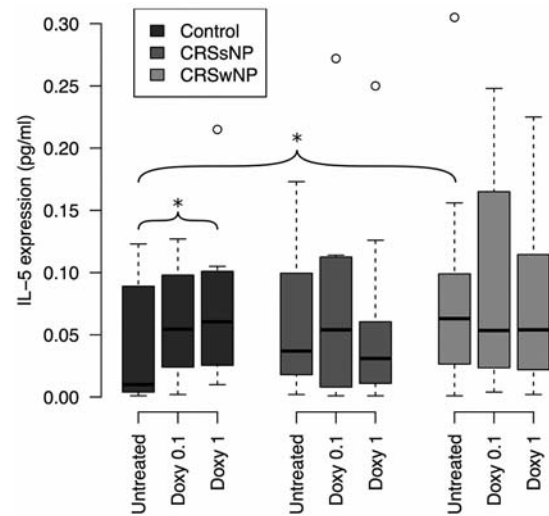 Control
CRSsNP
CRSwNP
IL−5 expression (pg/ml)
0.30
0.25
0.20
0.15
0.10
0.05
0.00
*
*
Untreated
Doxy 0.1
Doxy 1
Untreated
Doxy 0.1
Doxy 1
Untreated
Doxy 0.1
Doxy 1